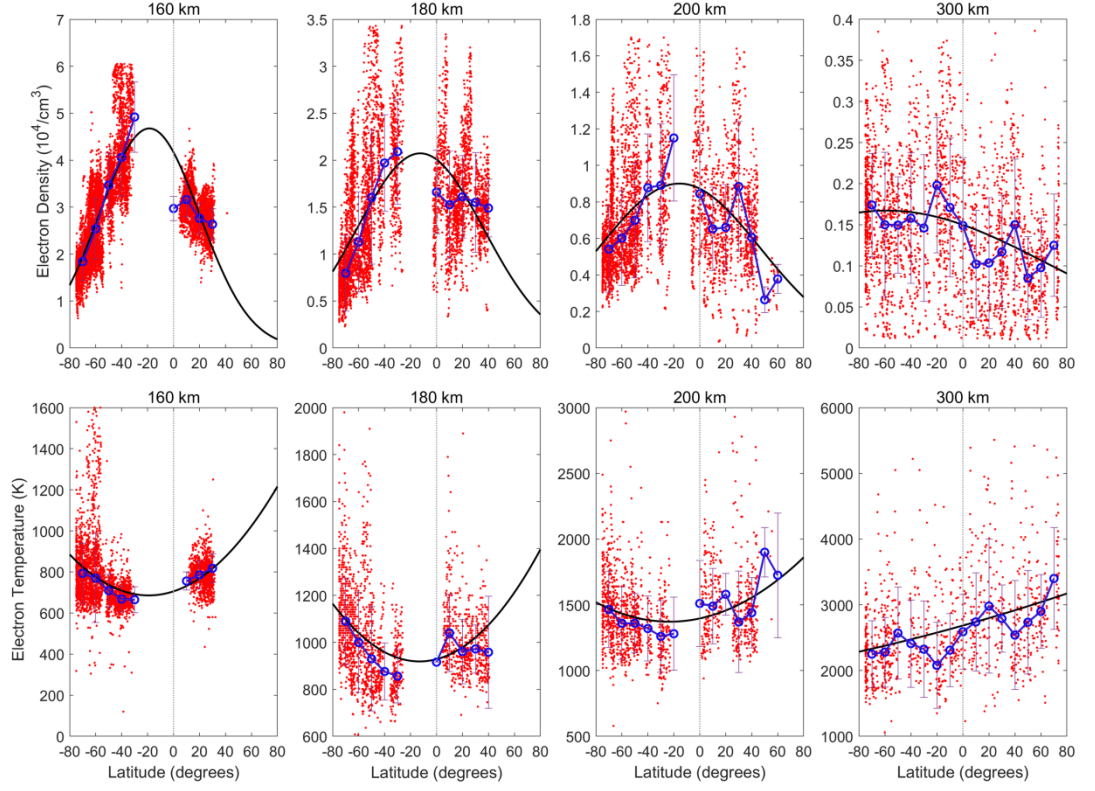 160 km 180 km 200 km 300 km
Electron Density (10⁴/cm³)
7 3.5 1.8 0.4
6 3 1.6 0.35
5 2.5 1.4 0.3
4 2 1.2 0.25
3 1.5 1 0.2
2 1 0.8 0.15
1 0.5 0.6 0.1
0 0 0.4 0.05
0.2 0
0
-80 -60 -40 -20 0 20 40 60 80 -80 -60 -40 -20 0 20 40 60 80 -80 -60 -40 -20 0 20 40 60 80 -80 -60 -40 -20 0 20 40 60 80
160 km 180 km 200 km 300 km
Electron Temperature (K)
1600 2000 3000 6000
1400 1800 2500 5000
1200 1600 2000 4000
1000 1400 1500 3000
800 1200 1000 2000
600 1000 500 1000
400 800
200 600
0
-80 -60 -40 -20 0 20 40 60 80 -80 -60 -40 -20 0 20 40 60 80 -80 -60 -40 -20 0 20 40 60 80 -80 -60 -40 -20 0 20 40 60 80
Latitude (degrees) Latitude (degrees) Latitude (degrees) Latitude (degrees)